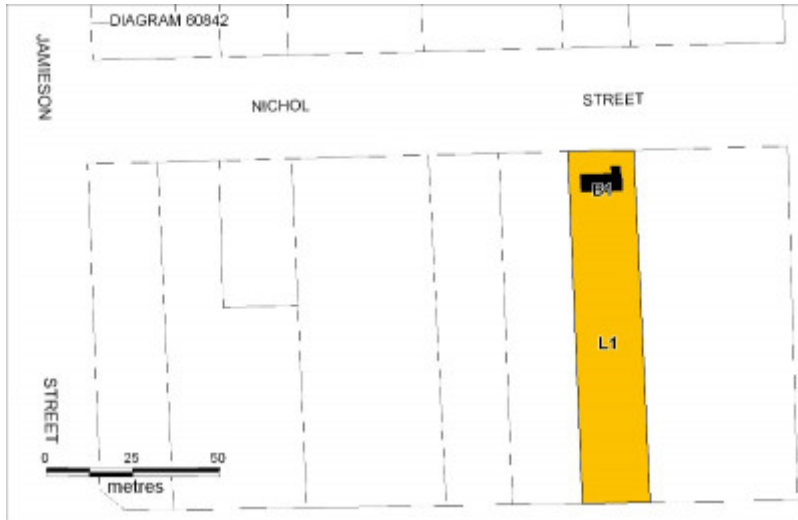 DIAGRAM 60842
JAMIESON
NICHOL STREET
B1
L1
STREET
0 25 50
metres